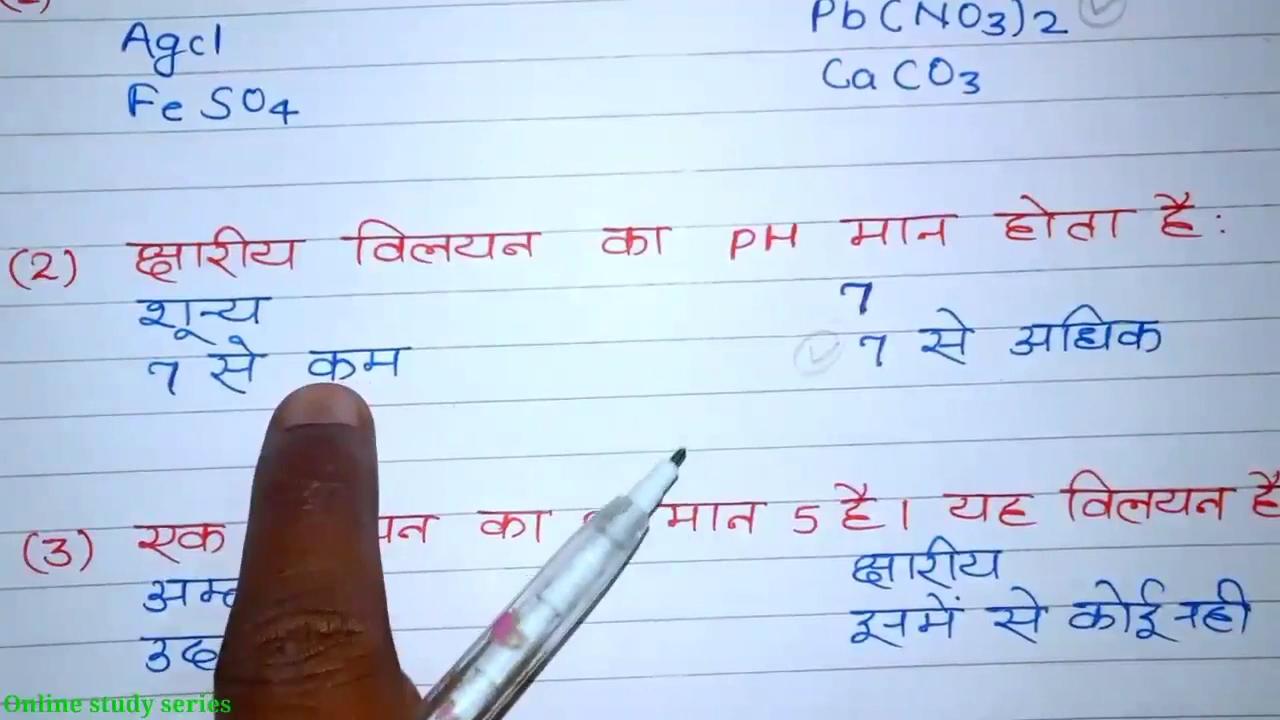 Agcl
Pb(NO3)2
FeSO4
CaCO3
(2) क्षारीय विलयन का PH मान होता है:
शून्य
7
7 से कम
7 से अधिक
(3) एक का मान 5 है। यह विलयन है
क्षारीय
इनमें से कोई नही
Online study series